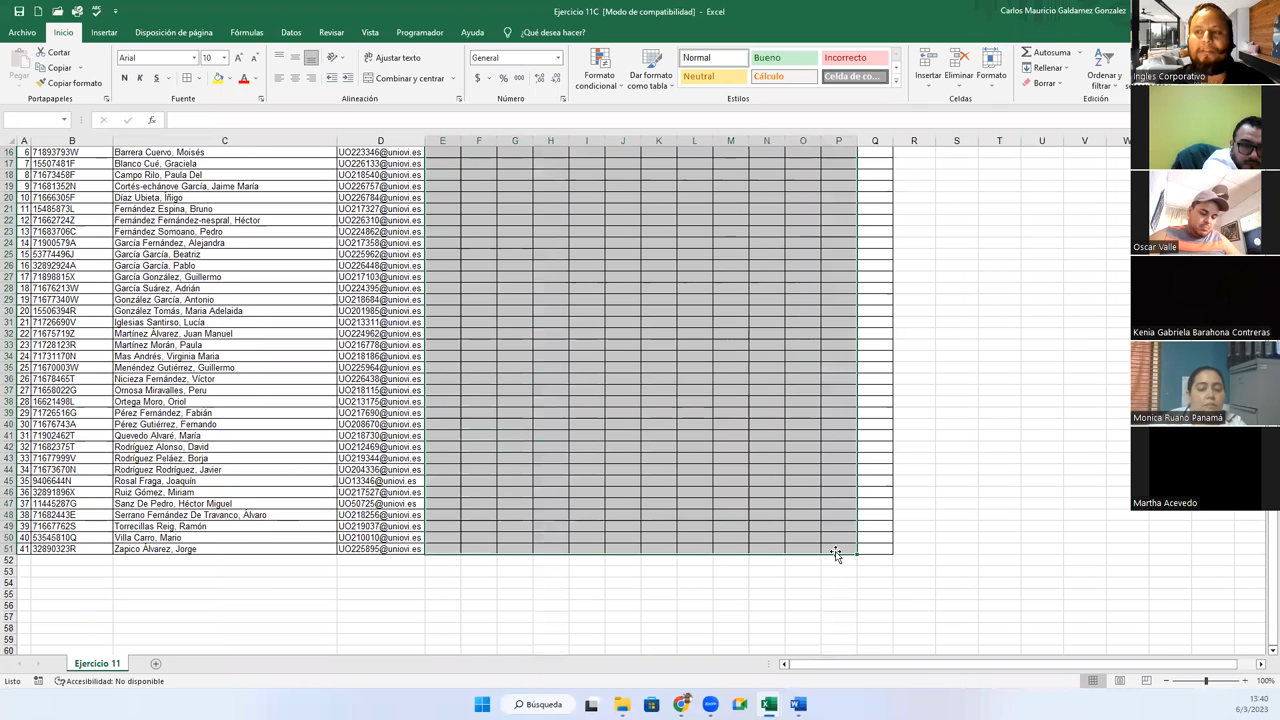 Ejercicio 11C [Modo de compatibilidad] - Excel
Carlos Mauricio Galdamez Gonzalez
Archivo Inicio Insertar Disposición de página Fórmulas Datos Revisar Vista Programador Ayuda ¿Qué desea hacer?
Pegar
Cortar
Copiar
Copiar formato
Portapapeles
Arial 10
N K S
Fuente
Ajustar texto
Combinar y centrar
Alineación
General
Número
Formato condicional
Dar formato como tabla
Normal Bueno Incorrecto
Neutral Cálculo Celda de co...
Estilos
Insertar Eliminar Formato
Celdas
Autosuma
Rellenar
Borrar
Ordenar y filtrar
Edición
fx
A B C D E F G H I J K L M N O P Q R S T U V W
16 6 71893793W Barrera Cuervo, Moisés UO223346@uniovi.es
17 7 15507481F Blanco Cué, Graciela UO226133@uniovi.es
18 8 71673458F Campo Rilo, Paula Del UO218540@uniovi.es
19 9 71681352N Cortés-echánove García, Jaime María UO226757@uniovi.es
20 10 71666305F Díaz Ubieta, Íñigo UO226784@uniovi.es
21 11 15485873L Fernández Espina, Bruno UO217327@uniovi.es
22 12 71662724Z Fernández Fernández-nespral, Héctor UO226310@uniovi.es
23 13 71683706C Fernández Somoano, Pedro UO224862@uniovi.es
24 14 71900579A García Fernández, Alejandra UO217358@uniovi.es
25 15 53774496J García García, Beatriz UO225962@uniovi.es
26 16 32892924A García García, Pablo UO226448@uniovi.es
27 17 71898815X García González, Guillermo UO217103@uniovi.es
28 18 71676213W García Suárez, Adrián UO224395@uniovi.es
29 19 71677340W González García, Antonio UO218684@uniovi.es
30 20 15506394R González Tomás, Maria Adelaida UO201985@uniovi.es
31 21 71726690V Iglesias Santirso, Lucía UO213311@uniovi.es
32 22 71675719Z Martínez Álvarez, Juan Manuel UO224962@uniovi.es
33 23 71728123R Martínez Morán, Paula UO216778@uniovi.es
34 24 71731170N Mas Andrés, Virginia Maria UO218186@uniovi.es
35 25 71670003W Menéndez Gutiérrez, Guillermo UO225964@uniovi.es
36 26 71678465T Nicieza Fernández, Víctor UO226438@uniovi.es
37 27 71658022G Ornosa Miravalles, Peru UO218115@uniovi.es
38 28 16621498L Ortega Moro, Oriol UO213175@uniovi.es
39 29 71726516G Pérez Fernández, Fabián UO217690@uniovi.es
40 30 71676743A Pérez Gutiérrez, Fernando UO208670@uniovi.es
41 31 71902462T Quevedo Alvaré, María UO218730@uniovi.es
42 32 71682375T Rodríguez Alonso, David UO212469@uniovi.es
43 33 71677999V Rodríguez Peláez, Borja UO219344@uniovi.es
44 34 71673670N Rodríguez Rodríguez, Javier UO204336@uniovi.es
45 35 9406644N Rosal Fraga, Joaquín UO13346@uniovi.es
46 36 32891896X Ruiz Gómez, Miriam UO217527@uniovi.es
47 37 11445287G Sanz De Pedro, Héctor Miguel UO50725@uniovi.es
48 38 71682443E Serrano Fernández De Travanco, Álvaro UO218256@uniovi.es
49 39 71667762S Torrecillas Reig, Ramón UO219037@uniovi.es
50 40 53545810Q Villa Carro, Mario UO210010@uniovi.es
51 41 32890323R Zapico Álvarez, Jorge UO225895@uniovi.es
52
53
54
55
56
57
58
59
60
Ejercicio 11
Listo Accesibilidad: No disponible 100%
Búsqueda
13:40
6/3/2023
Ingles Corporativo
Oscar Valle
Kenia Gabriela Barahona Contreras
Monica Ruano Panamá
Martha Acevedo